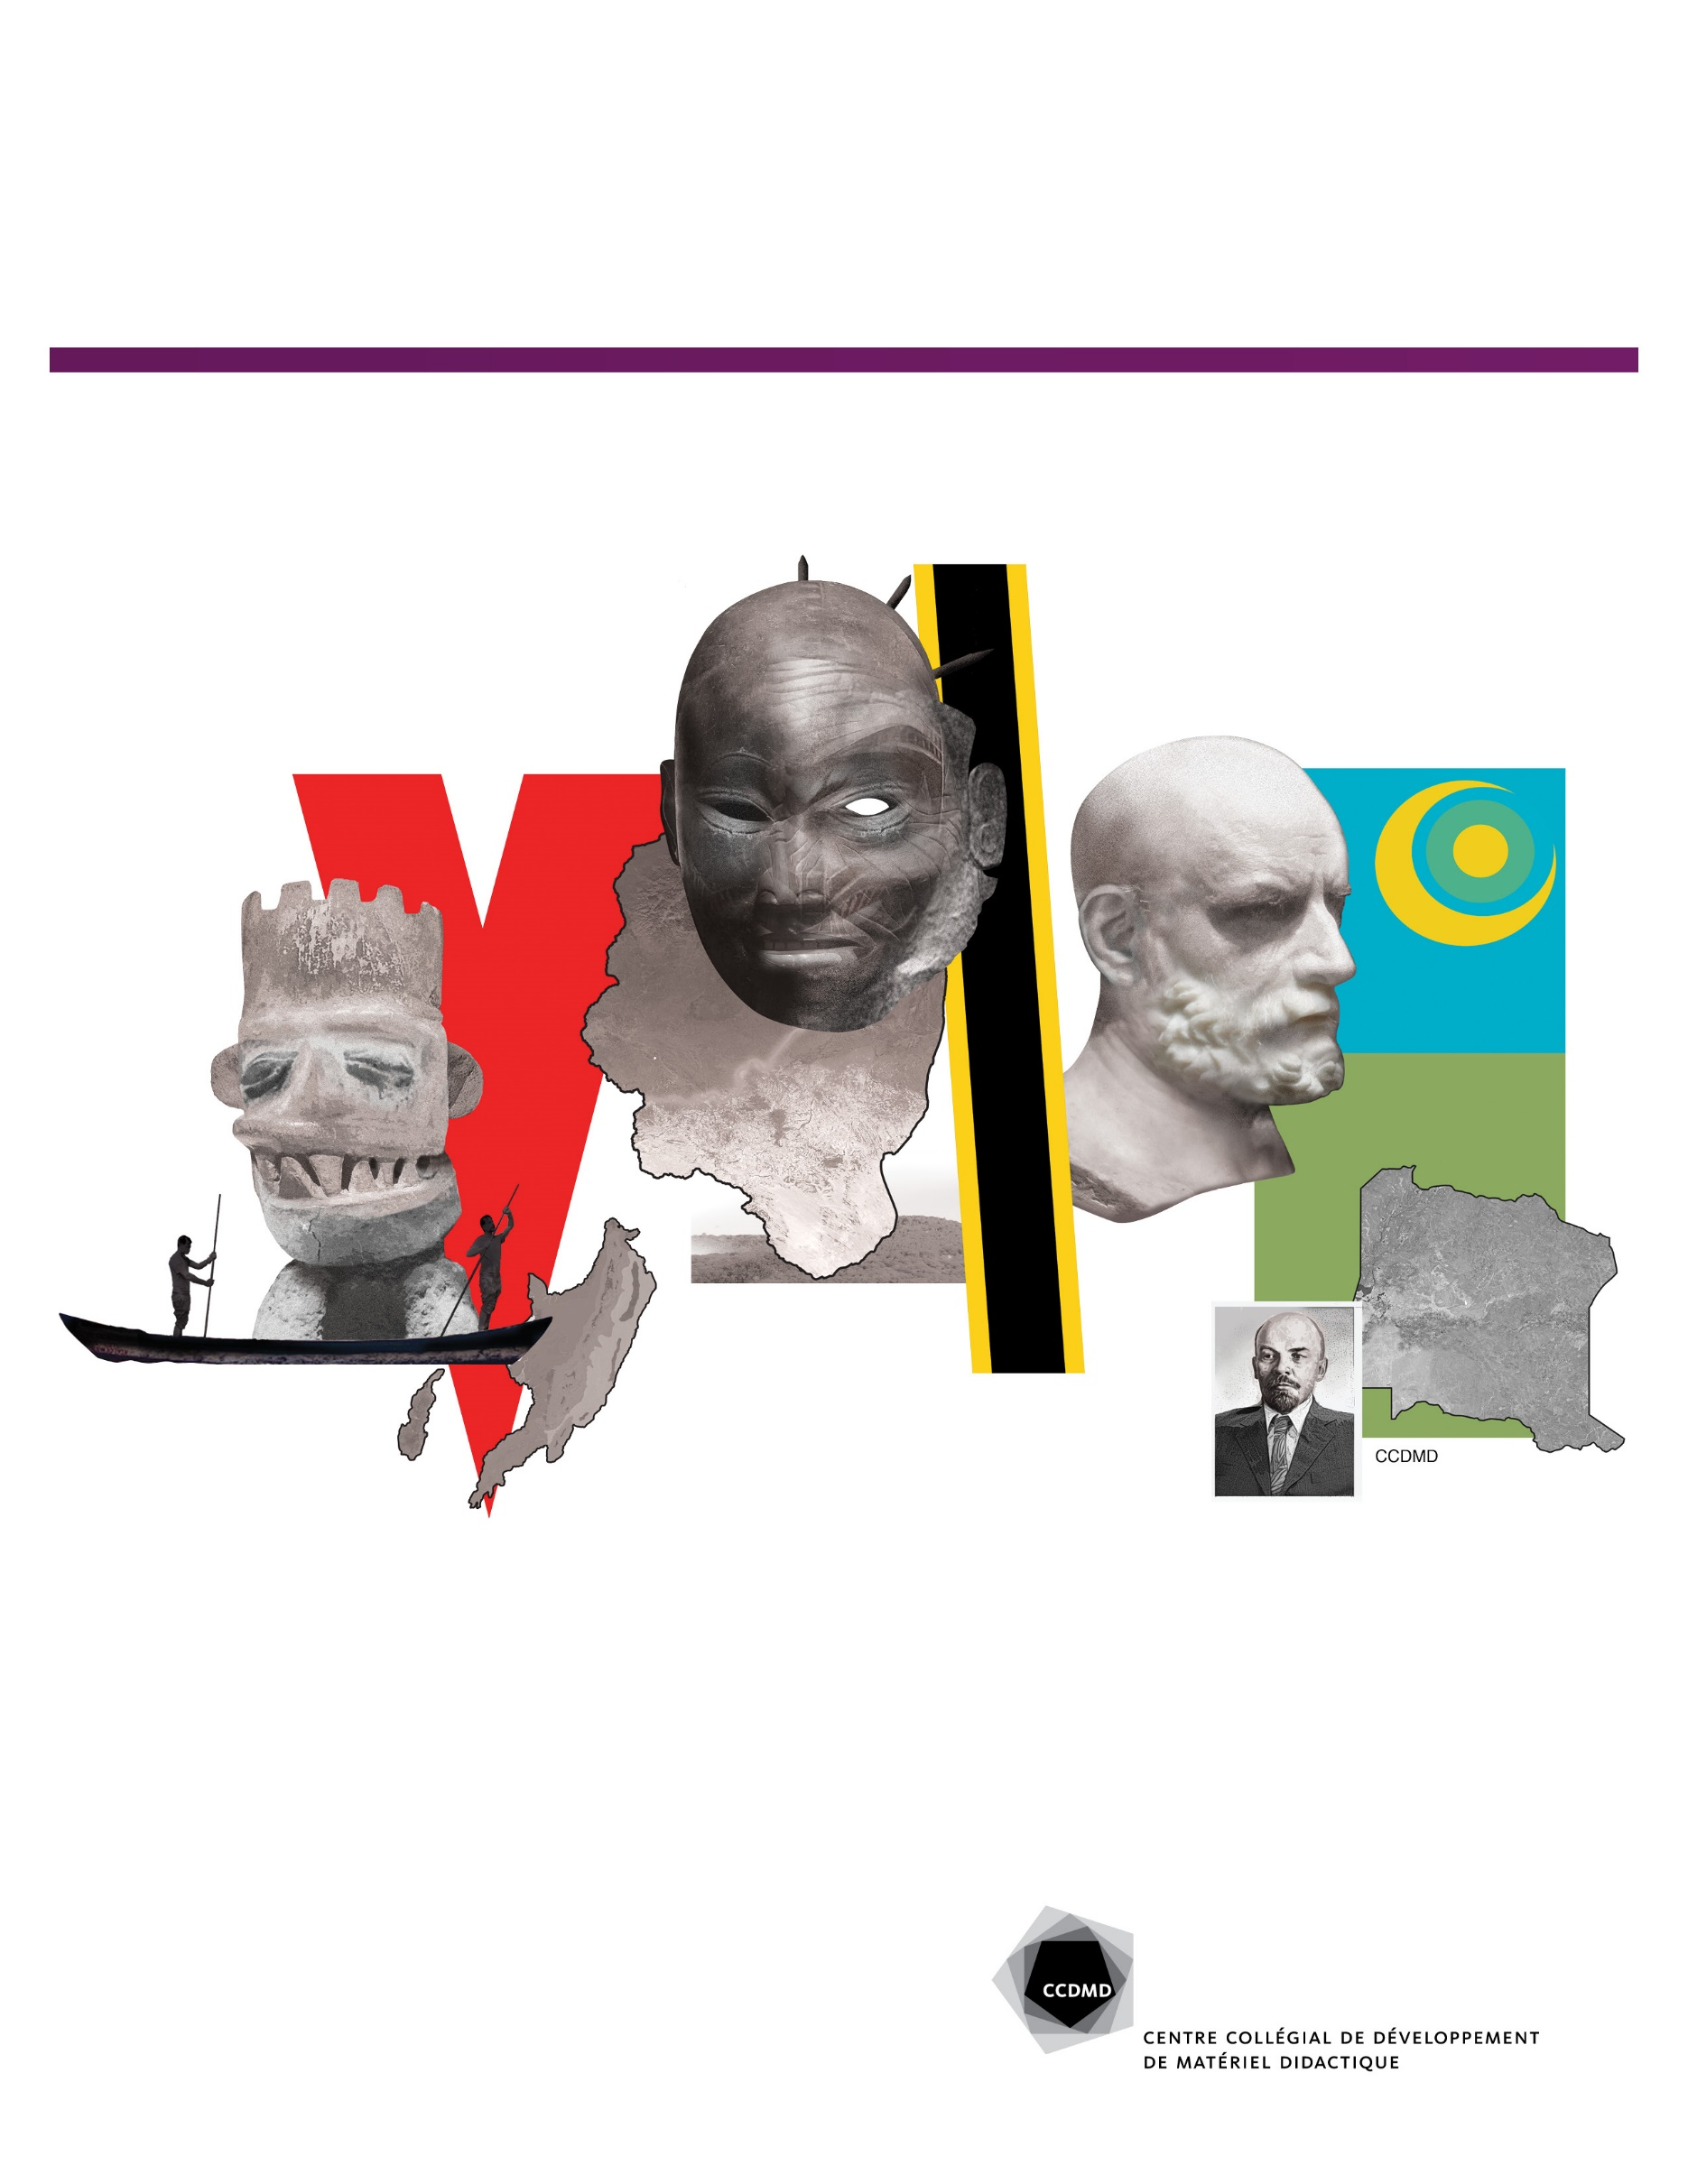 CCDMD
CCDMD
CENTRE COLLÉGIAL DE DÉVELOPPEMENT
DE MATÉRIEL DIDACTIQUE